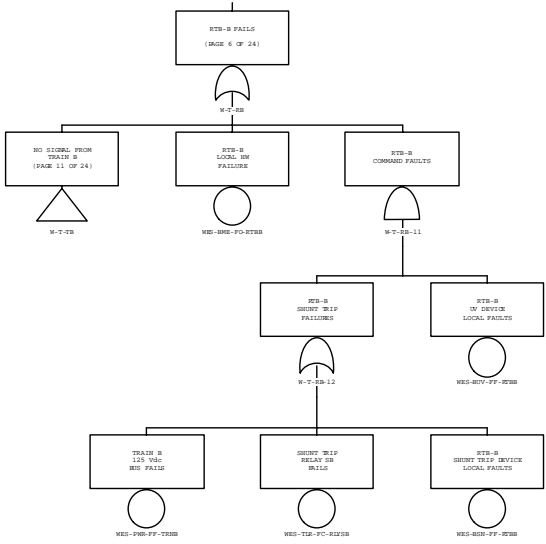 RTB-B FAILS
(PAGE 6 OF 24)
W-T-RB
NO SIGNAL FROM
TRAIN B
(PAGE 11 OF 24)
W-T-TB
RTB-B
LOCAL HW
FAILURE
WES-BME-FO-RTBB
RTB-B
COMMAND FAULTS
W-T-RB-11
RTB-B
SHUNT TRIP
FAILURES
W-T-RB-12
RTB-B
UV DEVICE
LOCAL FAULTS
WES-BUV-FF-RTBB
TRAIN B
125 Vdc
BUS FAILS
WES-PWR-FF-TRNB
SHUNT TRIP
RELAY SB
FAILS
WES-TLR-FC-RLYSB
RTB-B
SHUNT TRIP DEVICE
LOCAL FAULTS
WES-BSN-FF-RTBB